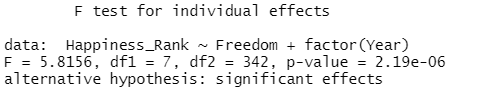 F test for individual effects
data:  Happiness_Rank ~ Freedom + factor(Year)
F = 5.8156, df1 = 7, df2 = 342, p-value = 2.19e-06
alternative hypothesis: significant effects